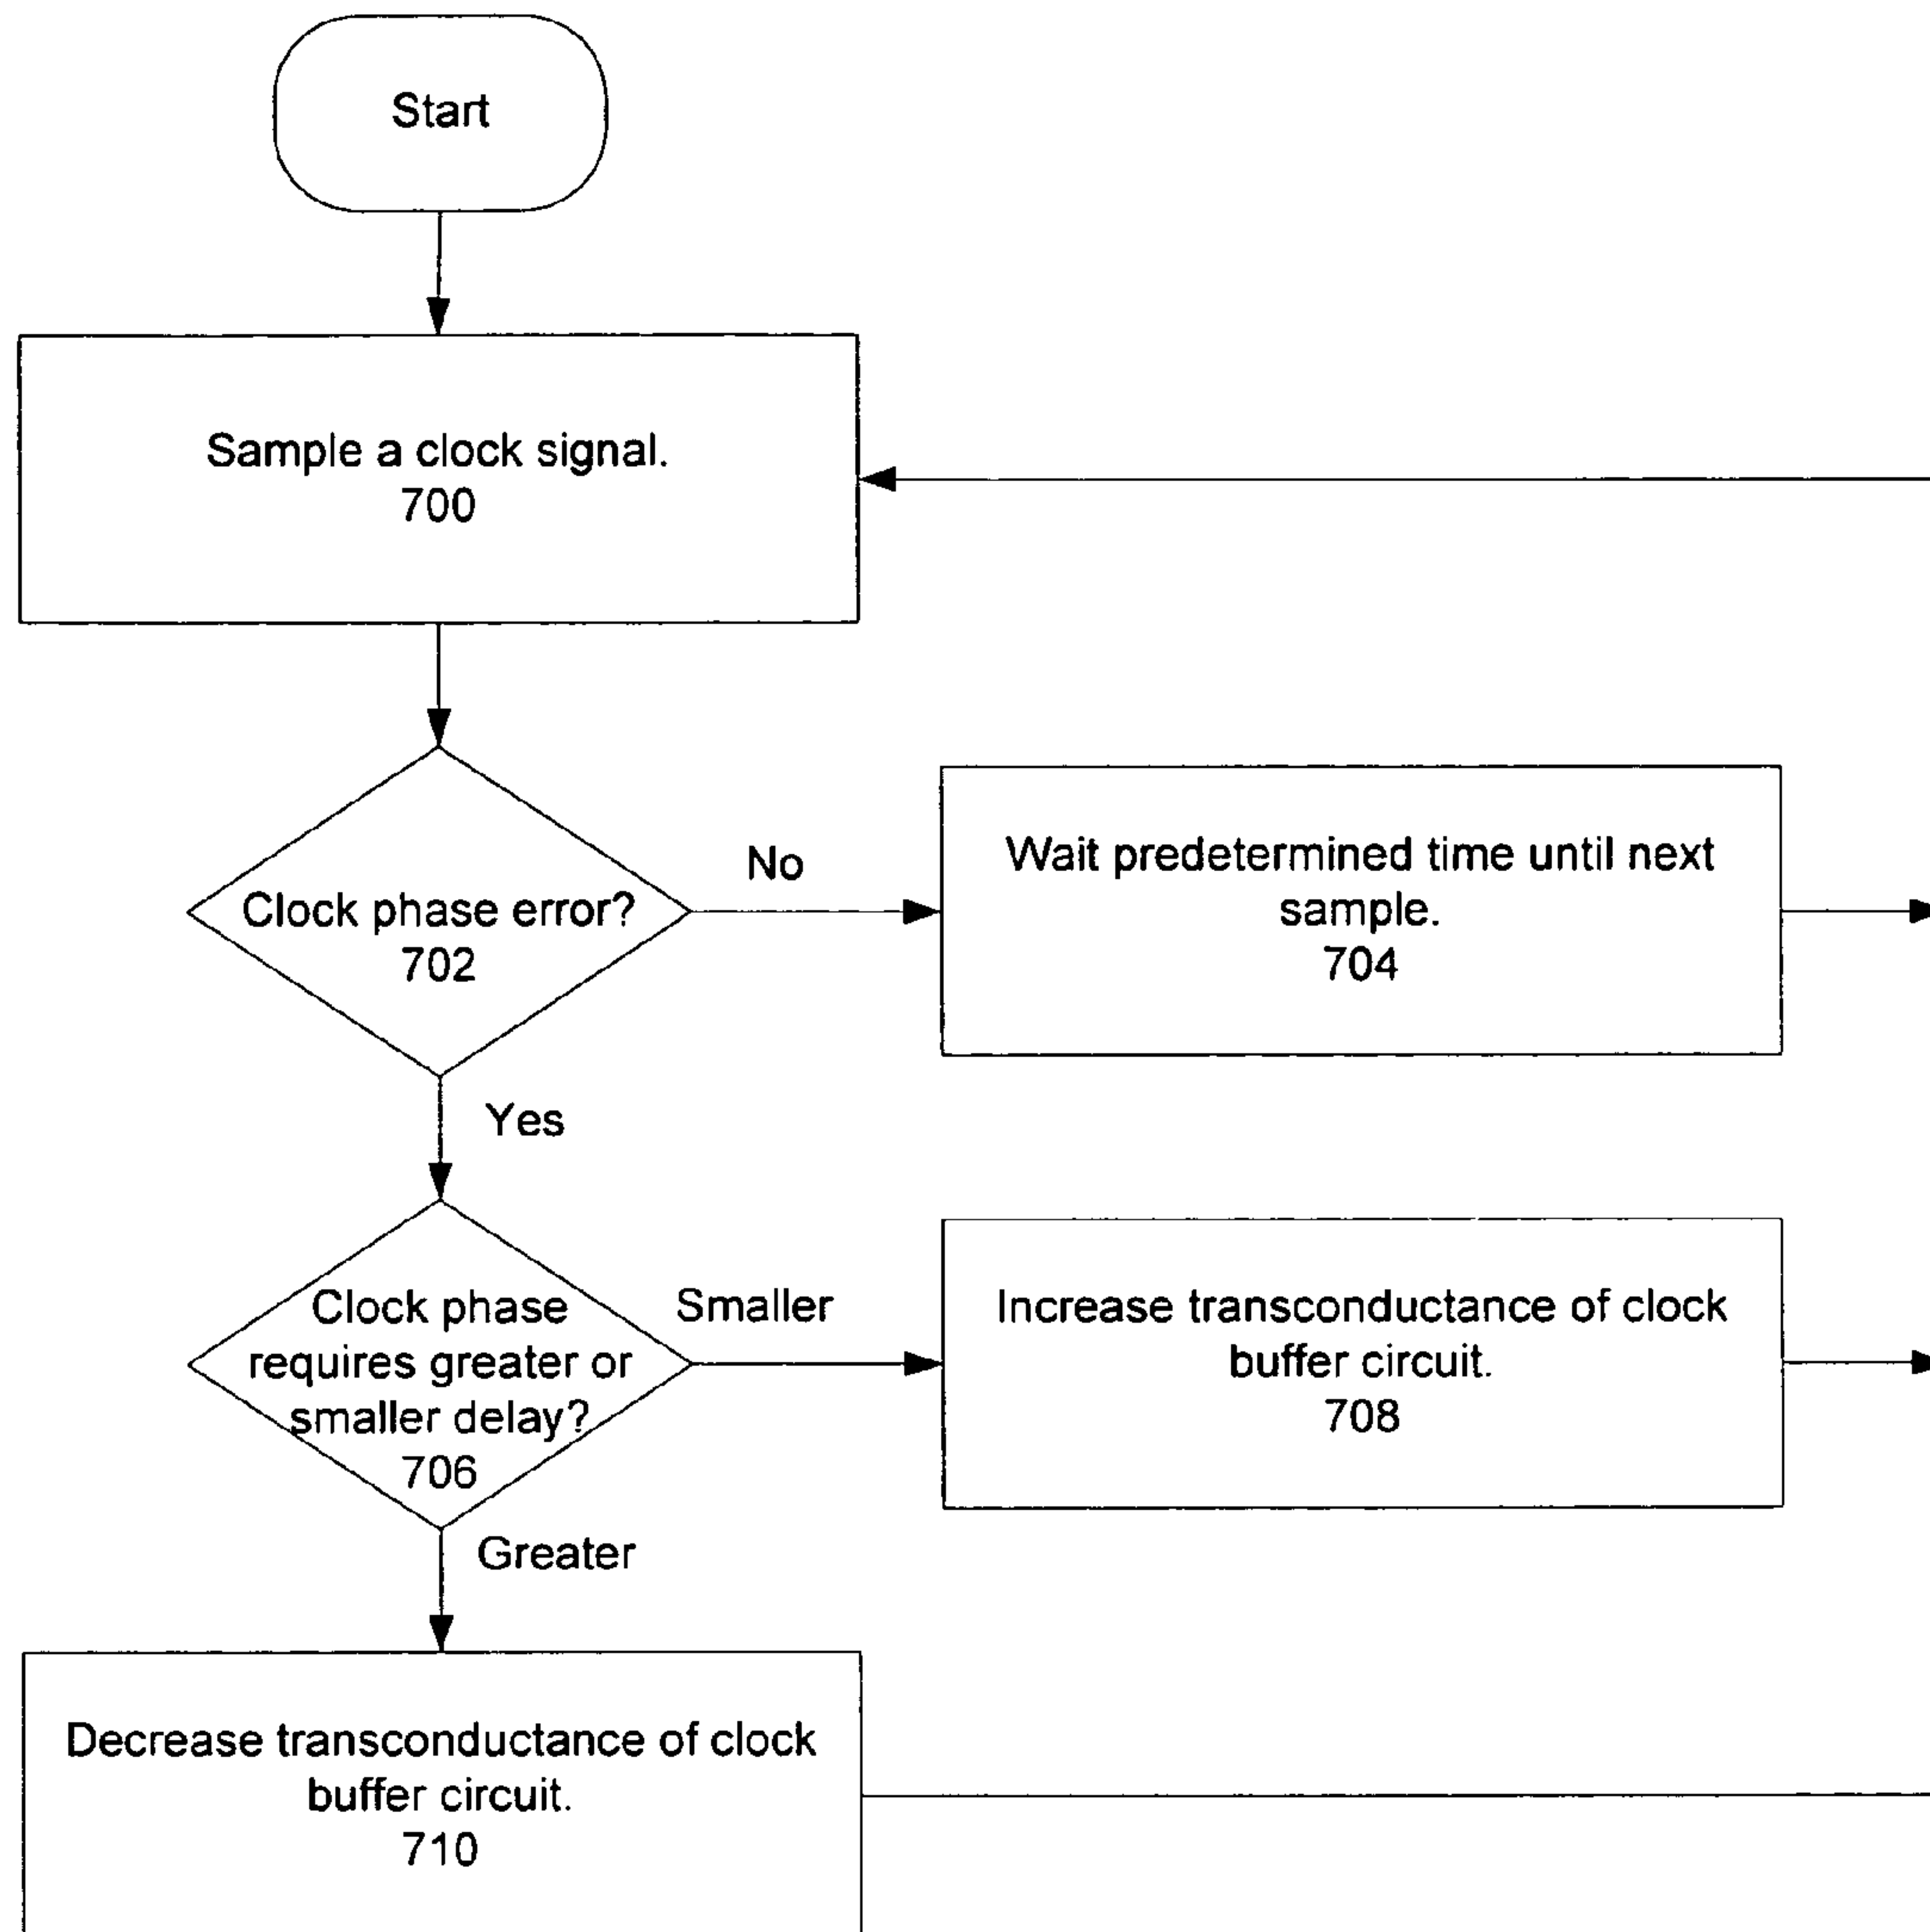 Start
Sample a clock signal.
700
Clock phase error?
702
No
Wait predetermined time until next
sample.
704
Yes
Clock phase
requires greater or
smaller delay?
706
Smaller
Increase transconductance of clock
buffer circuit.
708
Greater
Decrease transconductance of clock
buffer circuit.
710